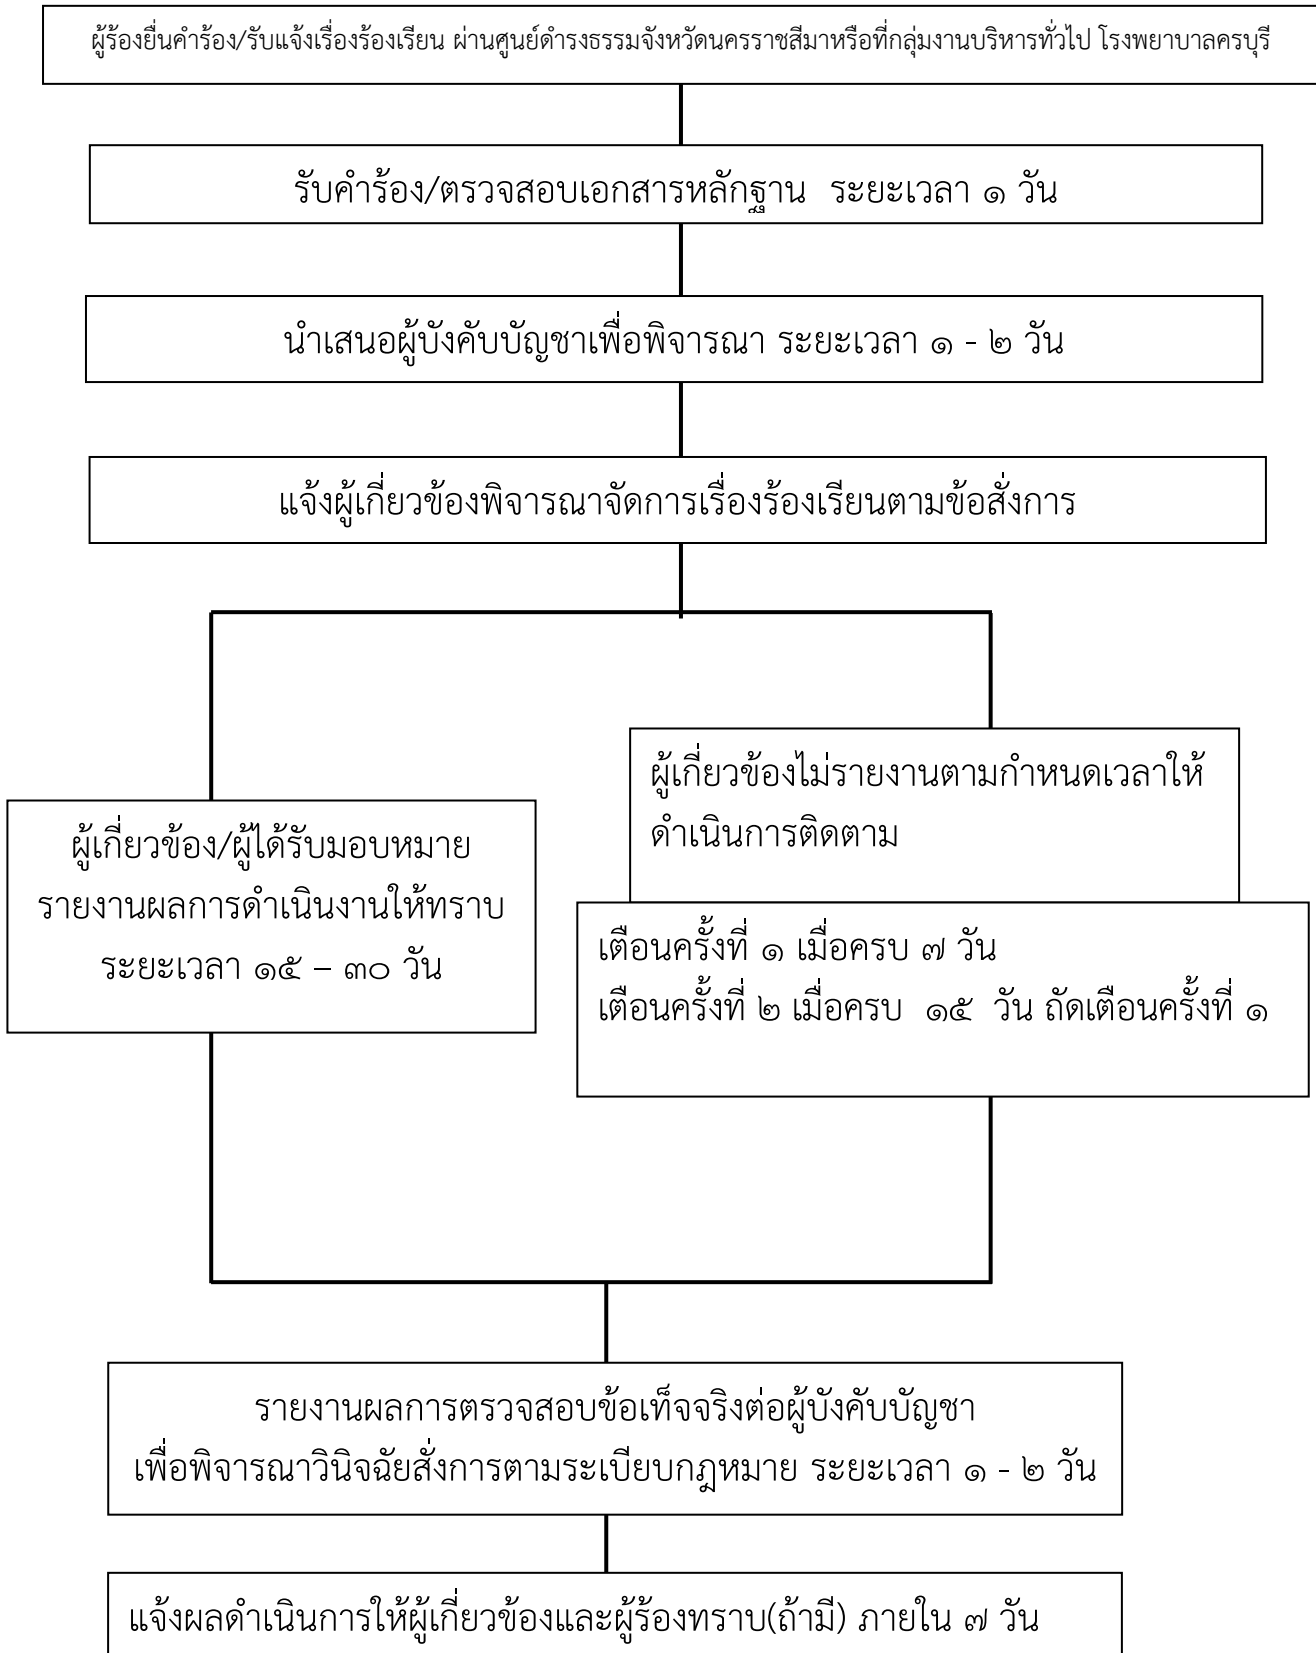 ผู้ร้องยื่นคำร้อง/รับแจ้งเรื่องร้องเรียน ผ่านศูนย์ดำรงธรรมจังหวัดนครราชสีมาหรือที่กลุ่มงานบริหารทั่วไป โรงพยาบาลครบุรี
รับคำร้อง/ตรวจสอบเอกสารหลักฐาน ระยะเวลา ๑ วัน
นำเสนอผู้บังคับบัญชาเพื่อพิจารณา ระยะเวลา ๑ - ๒ วัน
แจ้งผู้เกี่ยวข้องพิจารณาจัดการเรื่องร้องเรียนตามข้อสั่งการ
ผู้เกี่ยวข้อง/ผู้ได้รับมอบหมาย
รายงานผลการดำเนินงานให้ทราบ
ระยะเวลา ๑๕ – ๓๐ วัน
ผู้เกี่ยวข้องไม่รายงานตามกำหนดเวลาให้
ดำเนินการติดตาม
เตือนครั้งที่ ๑ เมื่อครบ ๗ วัน
เตือนครั้งที่ ๒ เมื่อครบ ๑๕ วัน ถัดเตือนครั้งที่ ๑
รายงานผลการตรวจสอบข้อเท็จจริงต่อผู้บังคับบัญชา
เพื่อพิจารณาวินิจฉัยสั่งการตามระเบียบกฎหมาย ระยะเวลา ๑ - ๒ วัน
แจ้งผลดำเนินการให้ผู้เกี่ยวข้องและผู้ร้องทราบ(ถ้ามี) ภายใน ๗ วัน